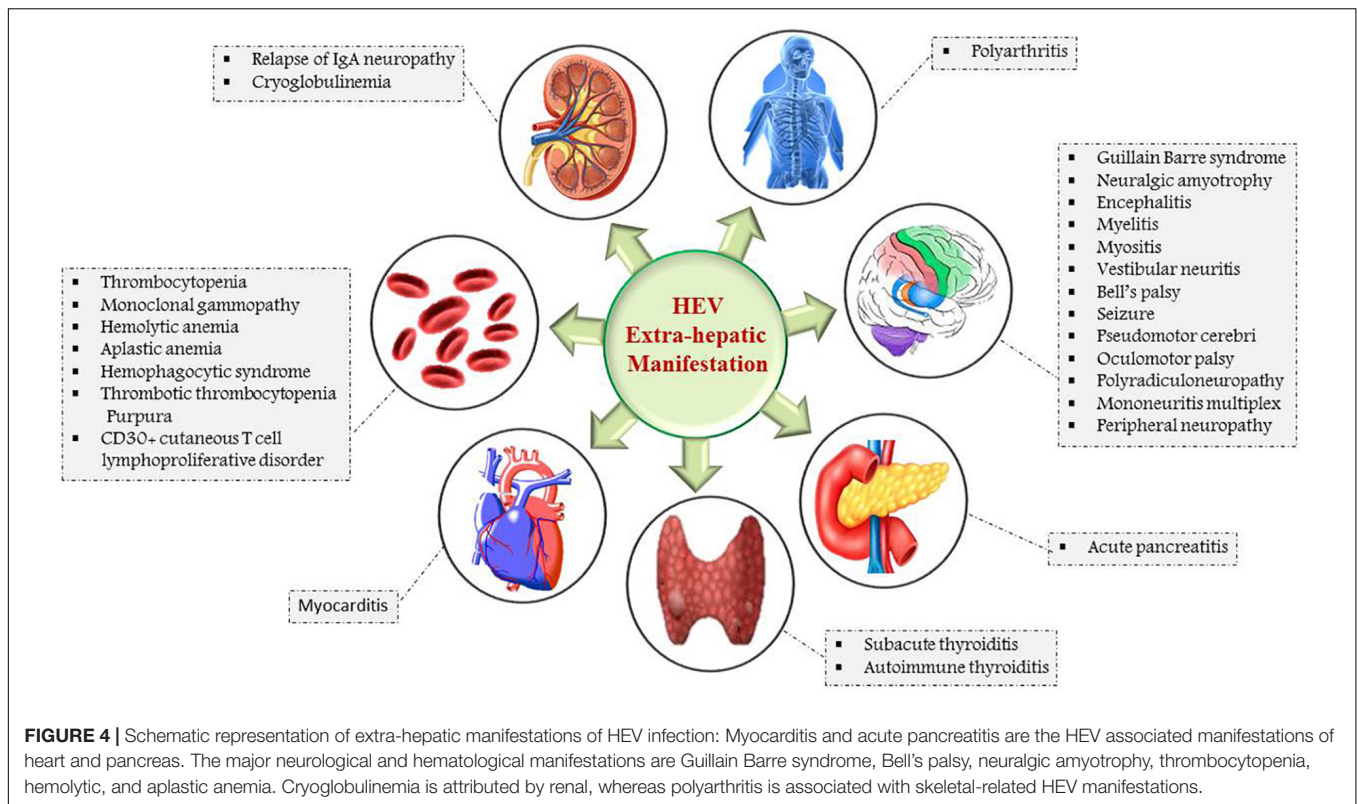 ▪ Relapse of IgA neuropathy
▪ Cryoglobulinemia
▪ Polyarthritis
▪ Guillain Barre syndrome
▪ Neuralgic amyotrophy
▪ Encephalitis
▪ Myelitis
▪ Myositis
▪ Vestibular neuritis
▪ Bell's palsy
▪ Seizure
▪ Pseudomotor cerebri
▪ Oculomotor palsy
▪ Polyradiculoneuropathy
▪ Mononeuritis multiplex
▪ Peripheral neuropathy
▪ Thrombocytopenia
▪ Monoclonal gammopathy
▪ Hemolytic anemia
▪ Aplastic anemia
▪ Hemophagocytic syndrome
▪ Thrombotic thrombocytopenia
Purpura
▪ CD30+ cutaneous T cell
lymphoproliferative disorder
HEV
Extra-hepatic
Manifestation
▪ Acute pancreatitis
Myocarditis
▪ Subacute thyroiditis
▪ Autoimmune thyroiditis
FIGURE 4 | Schematic representation of extra-hepatic manifestations of HEV infection: Myocarditis and acute pancreatitis are the HEV associated manifestations of
heart and pancreas. The major neurological and hematological manifestations are Guillain Barre syndrome, Bell's palsy, neuralgic amyotrophy, thrombocytopenia,
hemolytic, and aplastic anemia. Cryoglobulinemia is attributed by renal, whereas polyarthritis is associated with skeletal-related HEV manifestations.